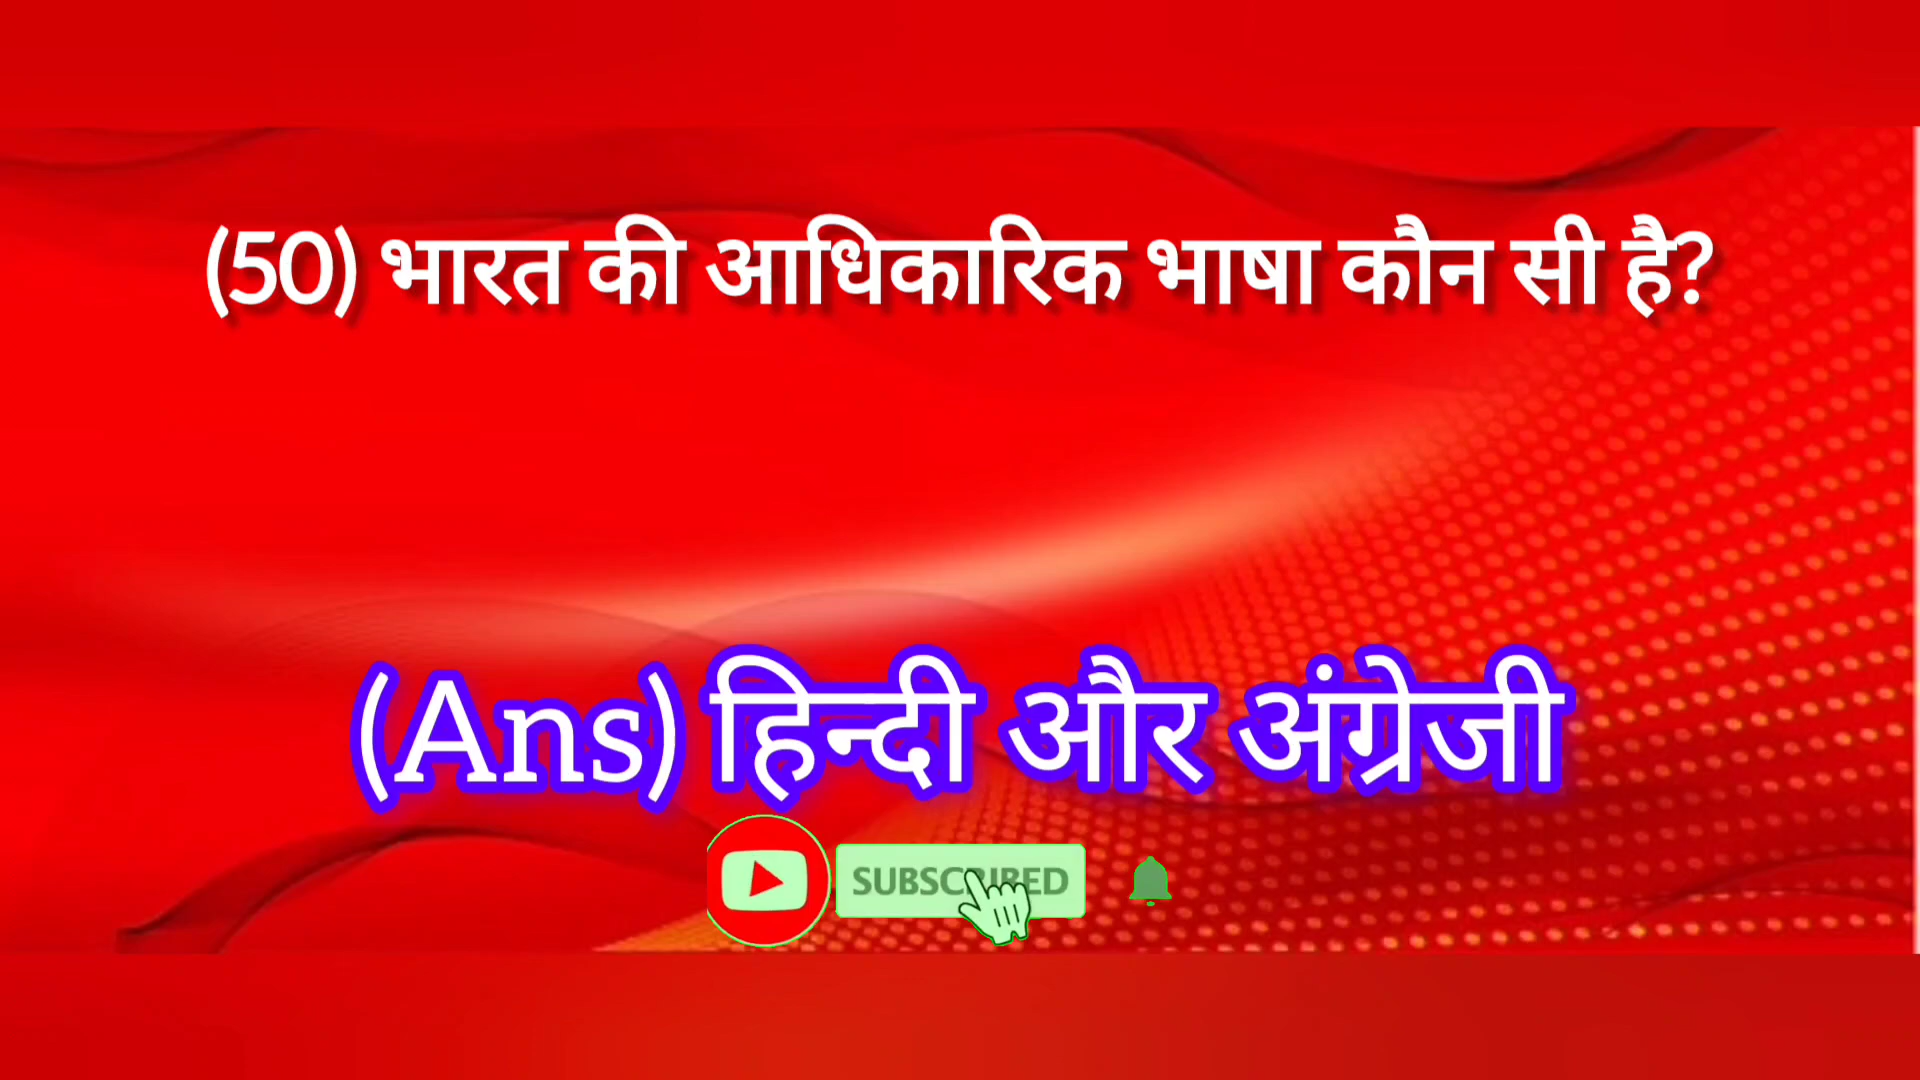 (50) भारत की आधिकारिक भाषा कौन सी है?
(Ans) हिन्दी और अंग्रेजी
SUBSCRIBED